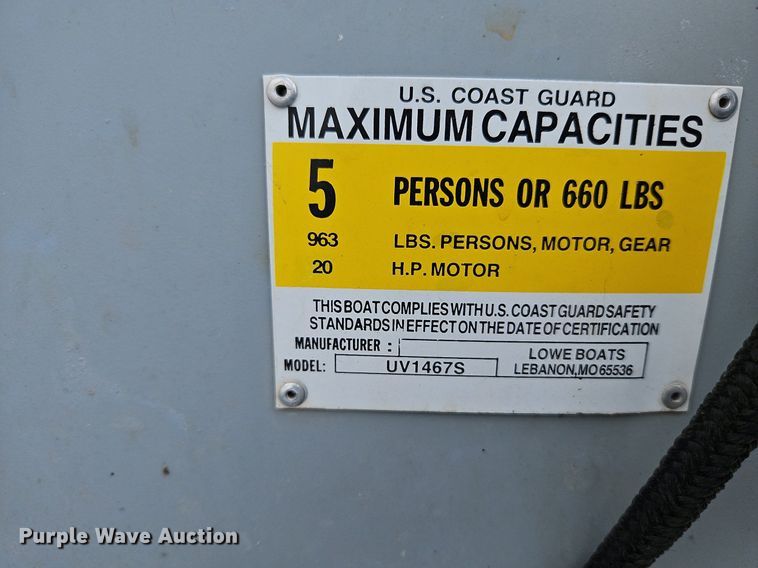 U.S. COAST GUARD
MAXIMUM CAPACITIES
5 PERSONS OR 660 LBS
963 LBS. PERSONS, MOTOR, GEAR
20 H.P. MOTOR
THIS BOAT COMPLIES WITH U.S. COAST GUARD SAFETY
STANDARDS IN EFFECT ON THE DATE OF CERTIFICATION
MANUFACTURER : LOWE BOATS
MODEL: UV1467S LEBANON,MO 65536
Purple Wave Auction